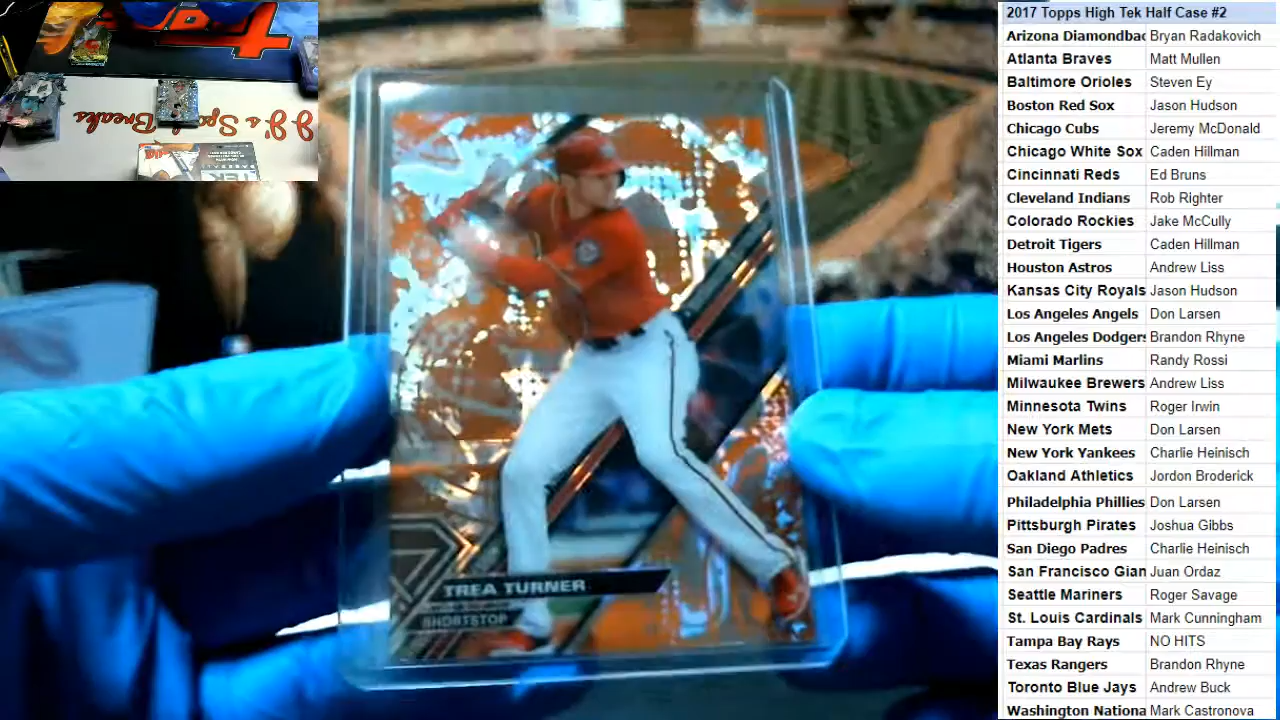 2017 Topps High Tek Half Case #2
Arizona Diamondbac Bryan Radakovich
Atlanta Braves Matt Mullen
Baltimore Orioles Steven Ey
Boston Red Sox Jason Hudson
Chicago Cubs Jeremy McDonald
Chicago White Sox Caden Hillman
Cincinnati Reds Ed Bruns
Cleveland Indians Rob Righter
Colorado Rockies Jake McCully
Detroit Tigers Caden Hillman
Houston Astros Andrew Liss
Kansas City Royals Jason Hudson
Los Angeles Angels Don Larsen
Los Angeles Dodgers Brandon Rhyne
Miami Marlins Randy Rossi
Milwaukee Brewers Andrew Liss
Minnesota Twins Roger Irwin
New York Mets Don Larsen
New York Yankees Charlie Heinisch
Oakland Athletics Jordon Broderick
Philadelphia Phillies Don Larsen
Pittsburgh Pirates Joshua Gibbs
San Diego Padres Charlie Heinisch
San Francisco Gian Juan Ordaz
Seattle Mariners Roger Savage
St. Louis Cardinals Mark Cunningham
Tampa Bay Rays NO HITS
Texas Rangers Brandon Rhyne
Toronto Blue Jays Andrew Buck
Washington Nationa Mark Castronova
TREA TURNER
SHORTSTOP
J's Breaks
TEK